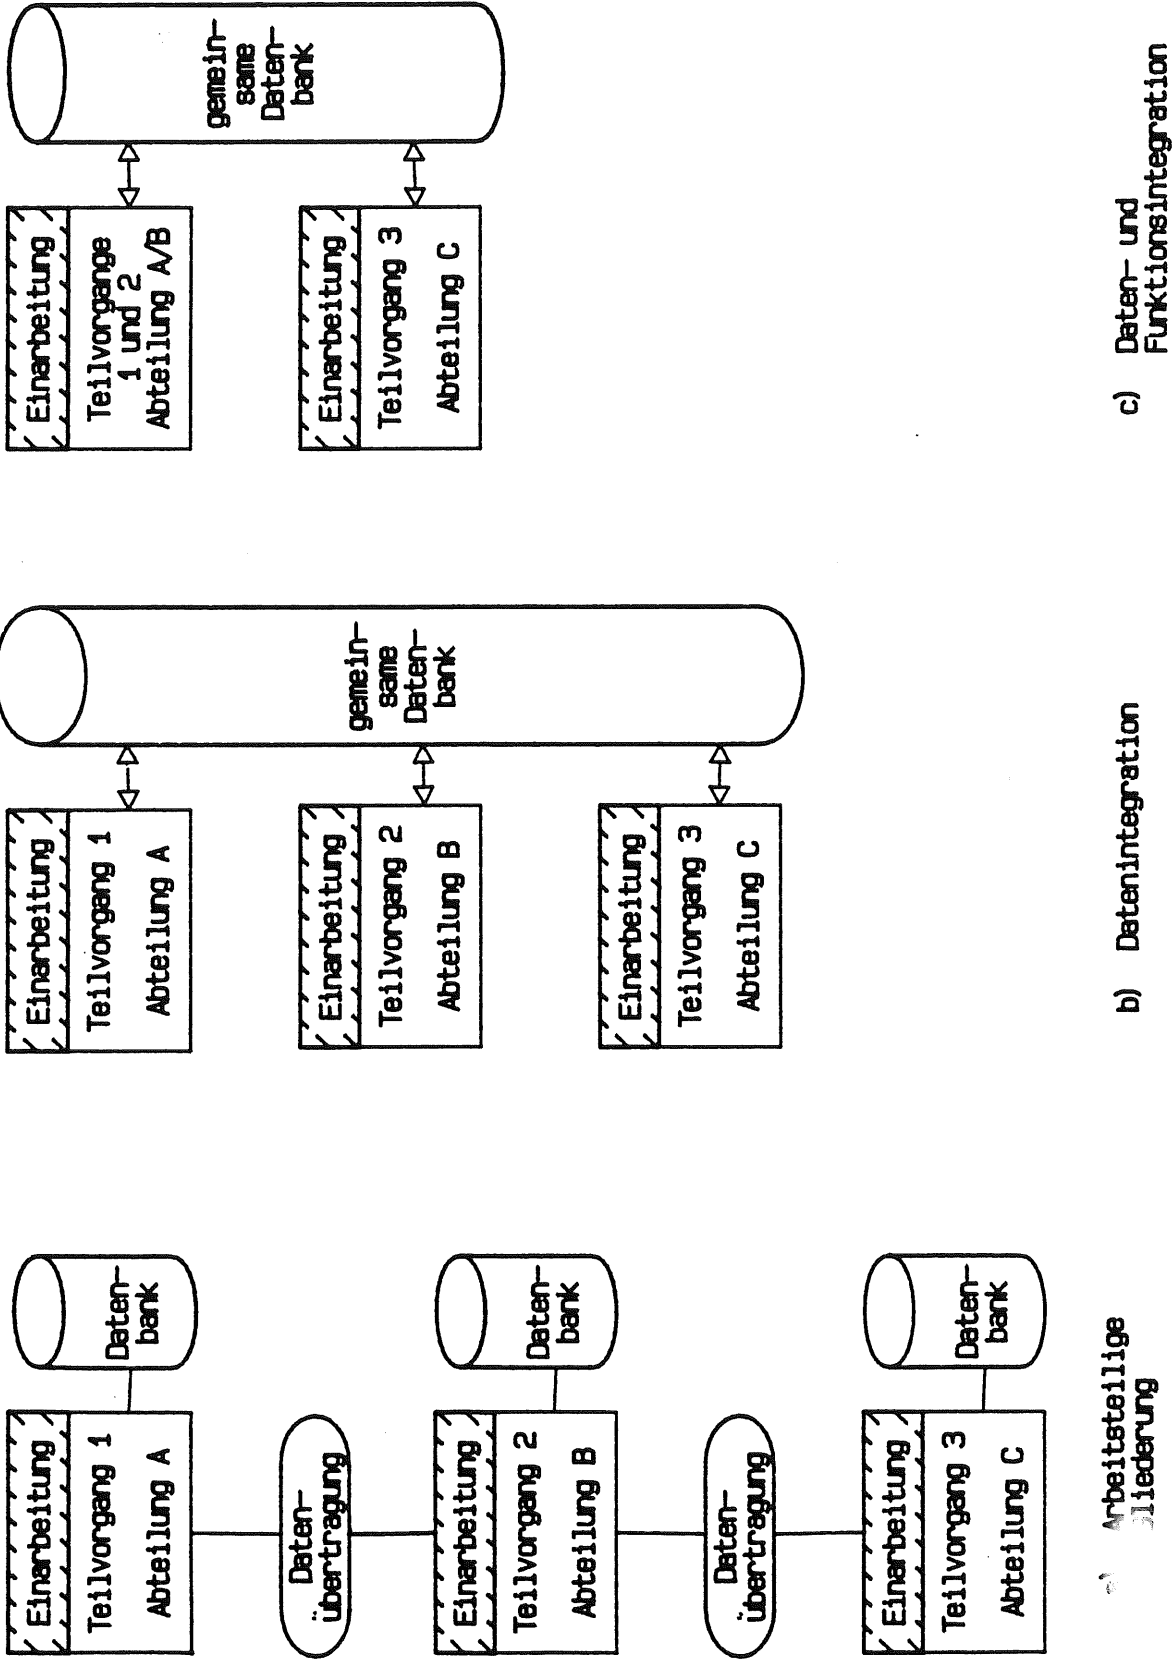 Einarbeitung
Teilvorgang 1
Abteilung A
Daten-
bank
Daten-
übertragung
Einarbeitung
Teilvorgang 2
Abteilung B
Daten-
bank
Daten-
übertragung
Einarbeitung
Teilvorgang 3
Abteilung C
Daten-
bank
Arbeitsteilige
Gliederung
Einarbeitung
Teilvorgang 1
Abteilung A
Einarbeitung
Teilvorgang 2
Abteilung B
Einarbeitung
Teilvorgang 3
Abteilung C
gemein-
same
Daten-
bank
b) Datenintegration
Einarbeitung
Teilvorgange
1 und 2
Abteilung A/B
Einarbeitung
Teilvorgang 3
Abteilung C
gemein-
same
Daten-
bank
c) Daten- und
Funktionsintegration